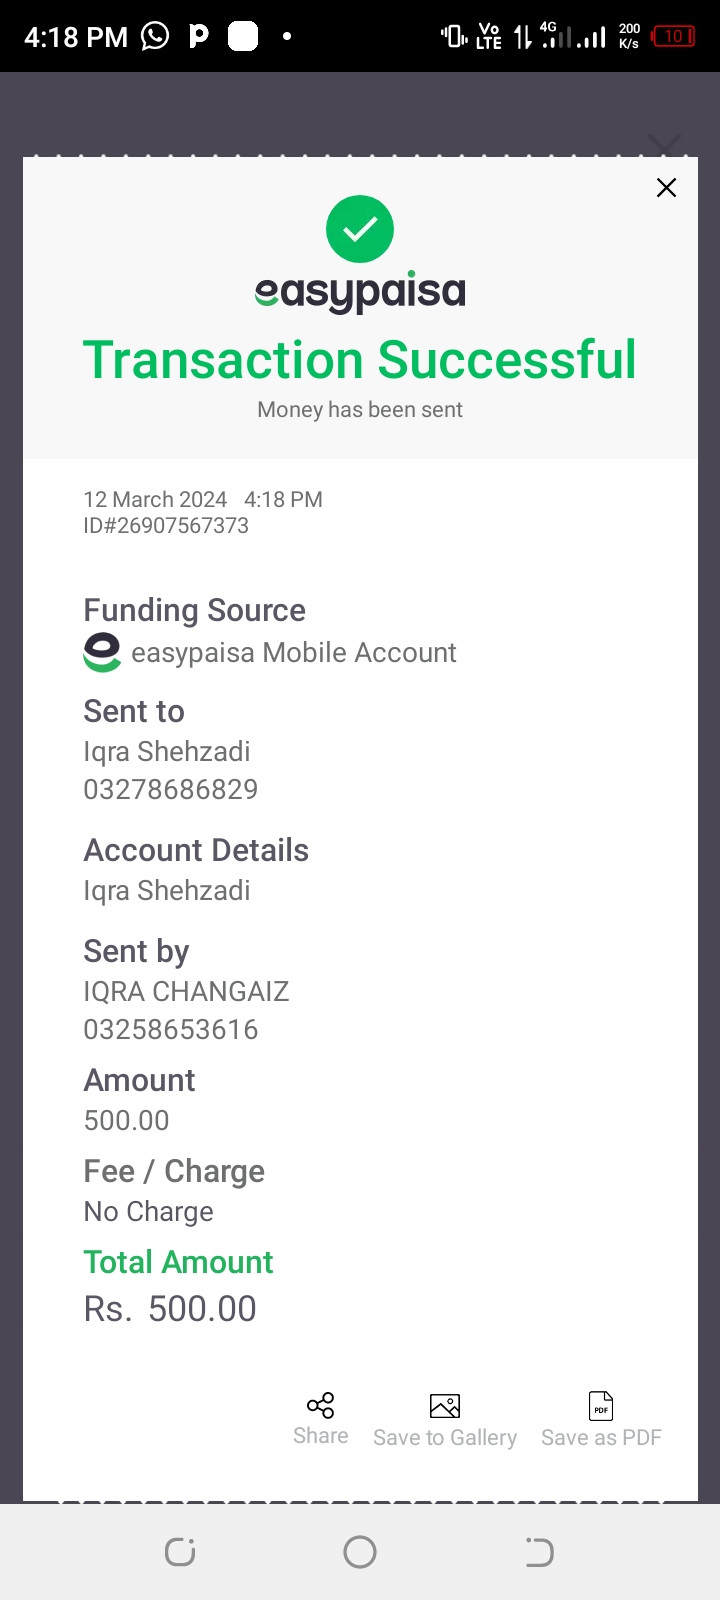 4:18 PM
Vo LTE
4G
200 K/s
10
easypaisa
Transaction Successful
Money has been sent
12 March 2024 4:18 PM
ID#26907567373
Funding Source
easypaisa Mobile Account
Sent to
Iqra Shehzadi
03278686829
Account Details
Iqra Shehzadi
Sent by
IQRA CHANGAIZ
03258653616
Amount
500.00
Fee / Charge
No Charge
Total Amount
Rs. 500.00
PDF
Share Save to Gallery Save as PDF